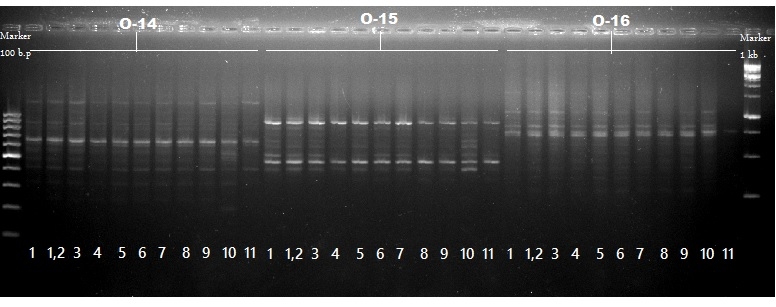 O-14 O-15 O-16
Marker Marker
100 b.p 1 kb
1 1,2 3 4 5 6 7 8 9 10 11 1 1,2 3 4 5 6 7 8 9 10 11 1 1,2 3 4 5 6 7 8 9 10 11